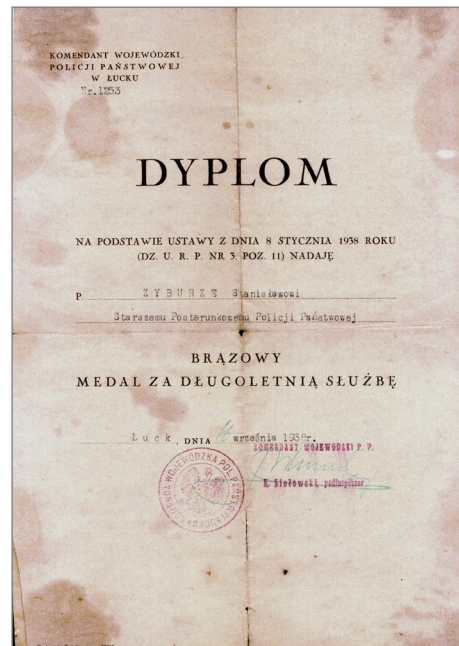 KOMENDANT WOJEWÓDZKI
POLICJI PAŃSTWOWEJ
W ŁUCKU
Nr. 1253
DYPLOM
NA PODSTAWIE USTAWY Z DNIA 8 STYCZNIA 1938 ROKU
(DZ. U. R. P. NR 3, POZ. 11) NADAJĘ
P. ZYBURZE Stanisławowi
Starszemu Posterunkowemu Policji Państwowej
BRĄZOWY
MEDAL ZA DŁUGOLETNIĄ SŁUŻBĘ
Łuck, DNIA 16 września 1938r.
KOMENDANT WOJEWÓDZKI P. P.
podinspektor